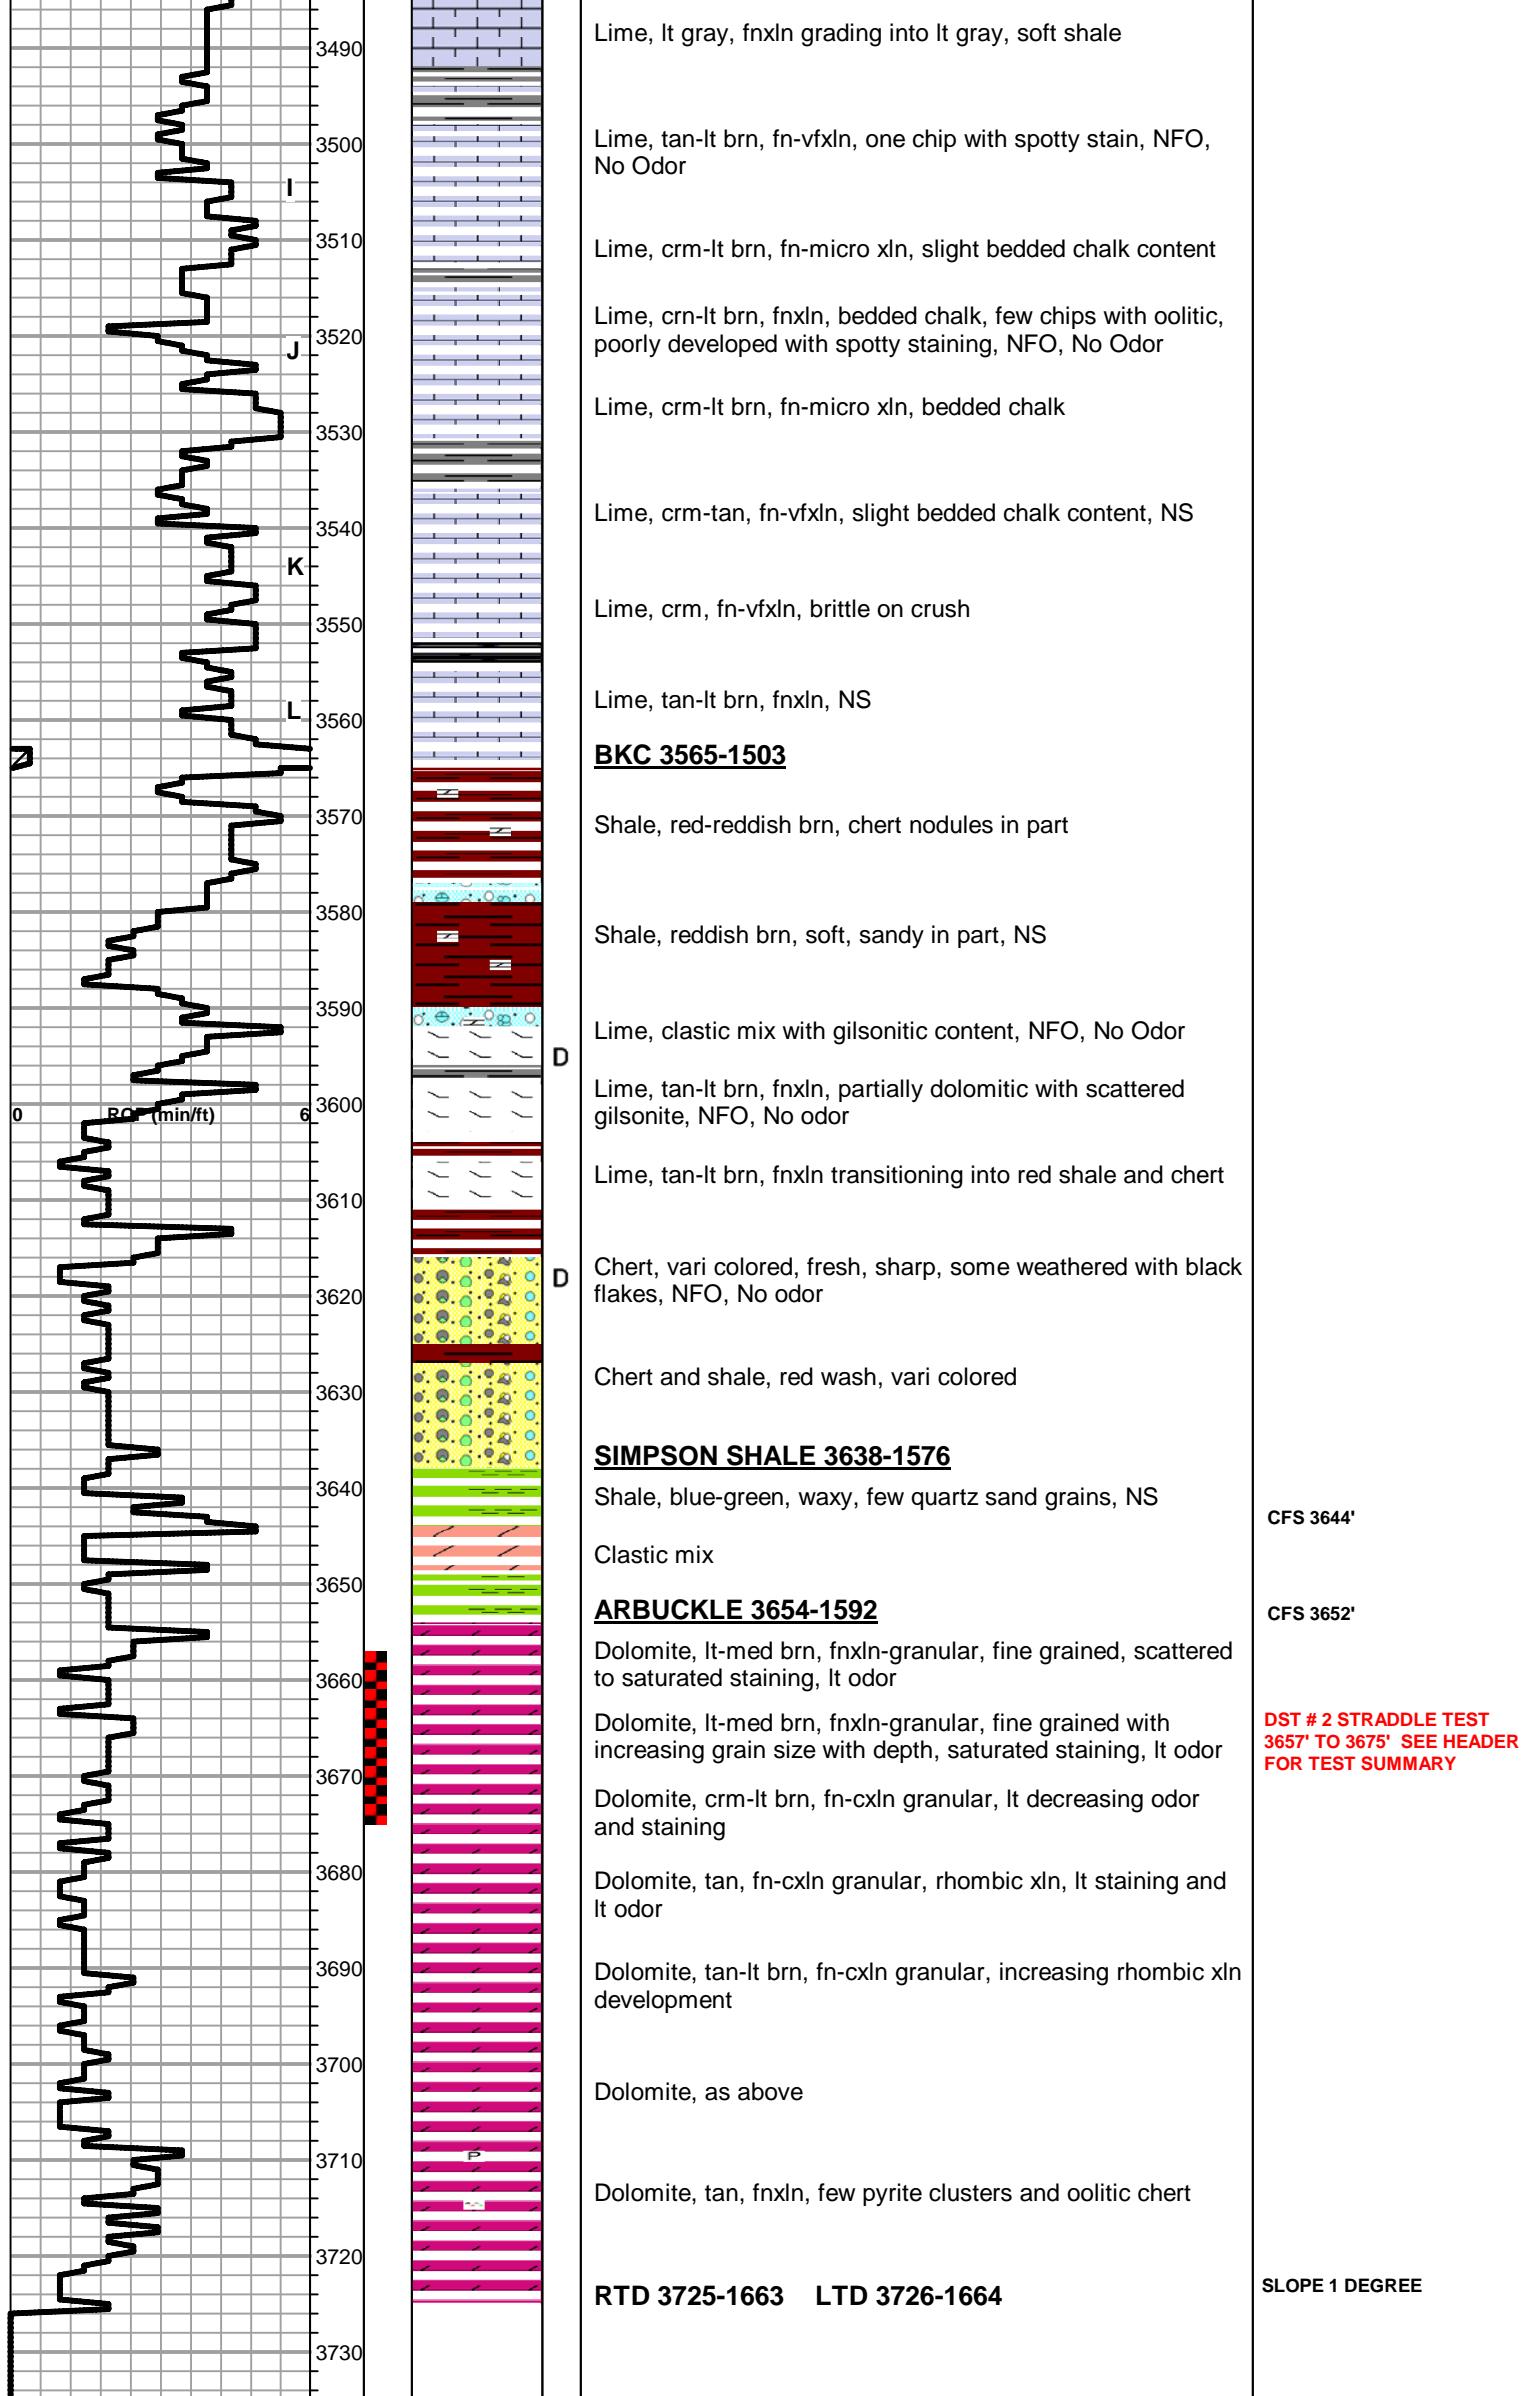 Lime, lt gray, fnxln grading into lt gray, soft shale
3490
Lime, tan-lt brn, fn-vfxln, one chip with spotty stain, NFO,
No Odor
3500
I
3510
Lime, crm-lt brn, fn-micro xln, slight bedded chalk content
Lime, crn-lt brn, fnxln, bedded chalk, few chips with oolitic,
poorly developed with spotty staining, NFO, No Odor
3520
J
Lime, crm-lt brn, fn-micro xln, bedded chalk
3530
Lime, crm-tan, fn-vfxln, slight bedded chalk content, NS
3540
K
Lime, crm, fn-vfxln, brittle on crush
3550
Lime, tan-lt brn, fnxln, NS
L
3560
BKC 3565-1503
3570
Shale, red-reddish brn, chert nodules in part
3580
Shale, reddish brn, soft, sandy in part, NS
3590
Lime, clastic mix with gilsonitic content, NFO, No Odor
D
Lime, tan-lt brn, fnxln, partially dolomitic with scattered
gilsonite, NFO, No odor
0 ROP (min/ft) 6
3600
Lime, tan-lt brn, fnxln transitioning into red shale and chert
3610
Chert, vari colored, fresh, sharp, some weathered with black
flakes, NFO, No odor
D
3620
Chert and shale, red wash, vari colored
3630
SIMPSON SHALE 3638-1576
3640
Shale, blue-green, waxy, few quartz sand grains, NS
CFS 3644'
Clastic mix
3650
ARBUCKLE 3654-1592
CFS 3652'
Dolomite, lt-med brn, fnxln-granular, fine grained, scattered
to saturated staining, lt odor
3660
Dolomite, lt-med brn, fnxln-granular, fine grained with
increasing grain size with depth, saturated staining, lt odor
DST # 2 STRADDLE TEST
3657' TO 3675' SEE HEADER
FOR TEST SUMMARY
3670
Dolomite, crm-lt brn, fn-cxln granular, lt decreasing odor
and staining
3680
Dolomite, tan, fn-cxln granular, rhombic xln, lt staining and
lt odor
3690
Dolomite, tan-lt brn, fn-cxln granular, increasing rhombic xln
development
3700
Dolomite, as above
3710
P
Dolomite, tan, fnxln, few pyrite clusters and oolitic chert
3720
RTD 3725-1663 LTD 3726-1664
SLOPE 1 DEGREE
3730